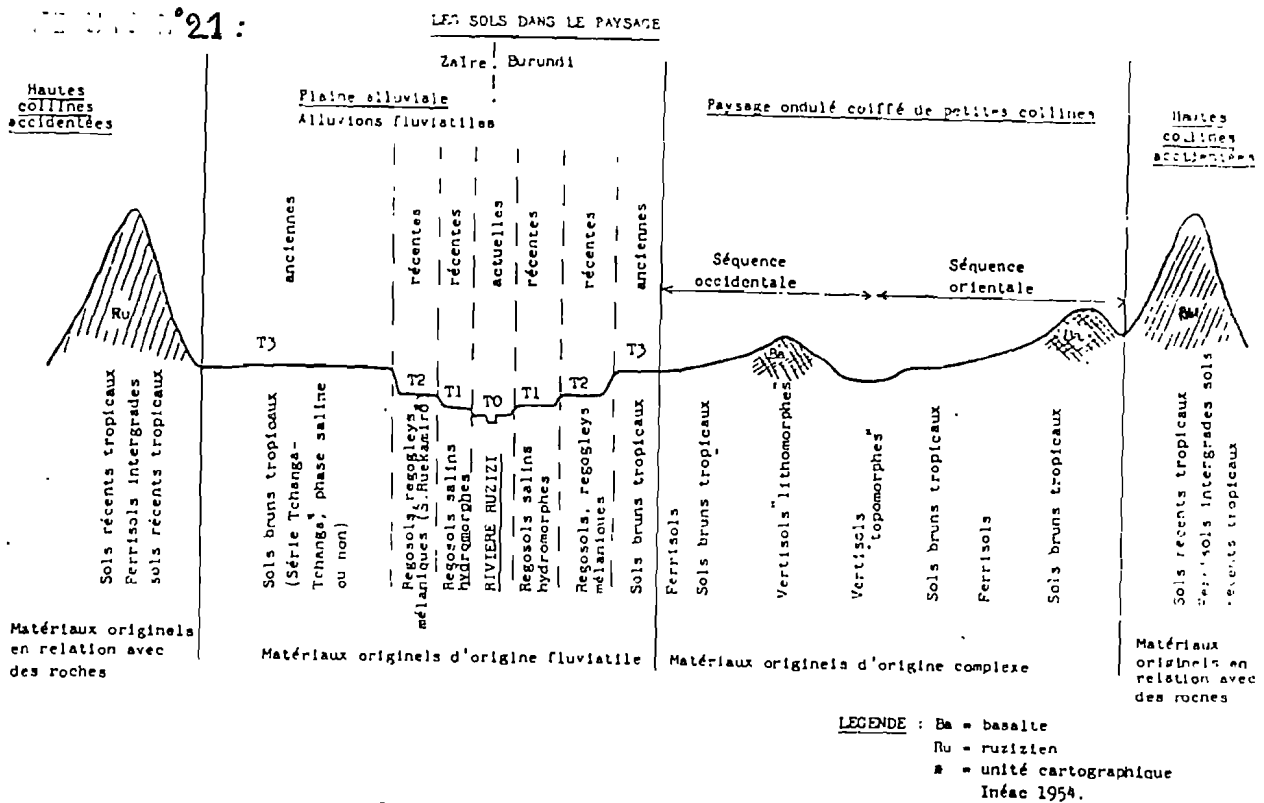 N°21 :
LES SOLS DANS LE PAYSAGE
Zaïre
Burundi
Hautes
collines
accidentées
Plaine alluviale
Alluvions fluviatiles
Paysage ondulé coiffé de petites collines
Hautes
collines
accidentées
anciennes
récentes
récentes
actuelles
récentes
récentes
anciennes
Séquence
occidentale
Séquence
orientale
Ru
T3
T2
T1
T0
T1
T2
T3
Ba
Ru
Sols récents tropicaux
Ferrisols intergrades
sols récents tropicaux
Sols bruns tropicaux
(Série Tchanga-
Tchanga*, phase saline
ou non)
Regosols, regogleys
mélaniques (S.Ruekamiro*)
Regosols salins
hydromorphes
RIVIERE RUZIZI
Regosols salins
hydromorphes
Regosols, regogleys
mélaniques
Sols bruns tropicaux
Ferrisols
Sols bruns tropicaux
Vertisols "lithomorphes"
Vertisols
"topomorphes"
Sols bruns tropicaux
Ferrisols
Sols bruns tropicaux
Sols récents tropicaux
Ferrisols intergrades sols
récents tropicaux
Matériaux originels
en relation avec
des roches
Matériaux originels d'origine fluviatile
Matériaux originels d'origine complexe
Matériaux
originels en
relation avec
des roches
LEGENDE : Ba = basalte
Ru = ruzizien
* = unité cartographique
Inéac 1954.